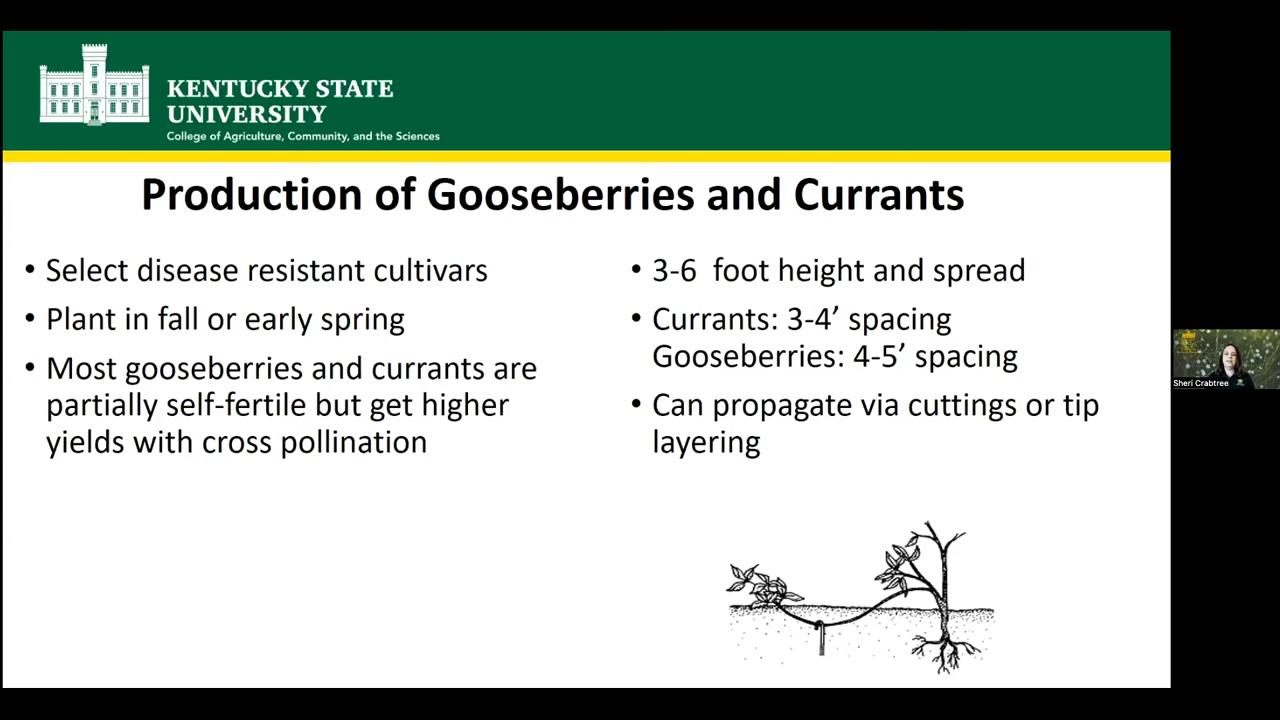 KENTUCKY STATE
UNIVERSITY
College of Agriculture, Community, and the Sciences
Production of Gooseberries and Currants
• Select disease resistant cultivars
• Plant in fall or early spring
• Most gooseberries and currants are
partially self-fertile but get higher
yields with cross pollination
• 3-6 foot height and spread
• Currants: 3-4’ spacing
Gooseberries: 4-5’ spacing
• Can propagate via cuttings or tip
layering
Sheri Crabtree